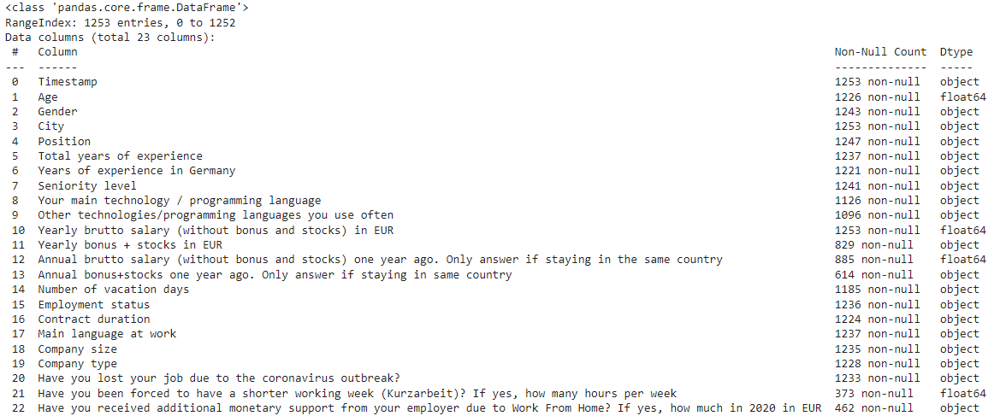 <class 'pandas.core.frame.DataFrame'>
RangeIndex: 1253 entries, 0 to 1252
Data columns (total 23 columns):
 #   Column                                                                                                                  Non-Null Count  Dtype
---  ------                                                                                                                  --------------  -----
 0   Timestamp                                                                                                               1253 non-null   object
 1   Age                                                                                                                     1226 non-null   float64
 2   Gender                                                                                                                  1243 non-null   object
 3   City                                                                                                                    1253 non-null   object
 4   Position                                                                                                                1247 non-null   object
 5   Total years of experience                                                                                               1237 non-null   object
 6   Years of experience in Germany                                                                                          1221 non-null   object
 7   Seniority level                                                                                                         1241 non-null   object
 8   Your main technology / programming language                                                                             1126 non-null   object
 9   Other technologies/programming languages you use often                                                                  1096 non-null   object
 10  Yearly brutto salary (without bonus and stocks) in EUR                                                                  1253 non-null   float64
 11  Yearly bonus + stocks in EUR                                                                                            829 non-null    object
 12  Annual brutto salary (without bonus and stocks) one year ago. Only answer if staying in the same country                885 non-null    float64
 13  Annual bonus+stocks one year ago. Only answer if staying in same country                                                614 non-null    object
 14  Number of vacation days                                                                                                 1185 non-null   object
 15  Employment status                                                                                                       1236 non-null   object
 16  Contract duration                                                                                                       1224 non-null   object
 17  Main language at work                                                                                                   1237 non-null   object
 18  Company size                                                                                                            1235 non-null   object
 19  Company type                                                                                                            1228 non-null   object
 20  Have you lost your job due to the coronavirus outbreak?                                                                 1233 non-null   object
 21  Have you been forced to have a shorter working week (Kurzarbeit)? If yes, how many hours per week                       373 non-null    float64
 22  Have you received additional monetary support from your employer due to Work From Home? If yes, how much in 2020 in EUR  462 non-null    object